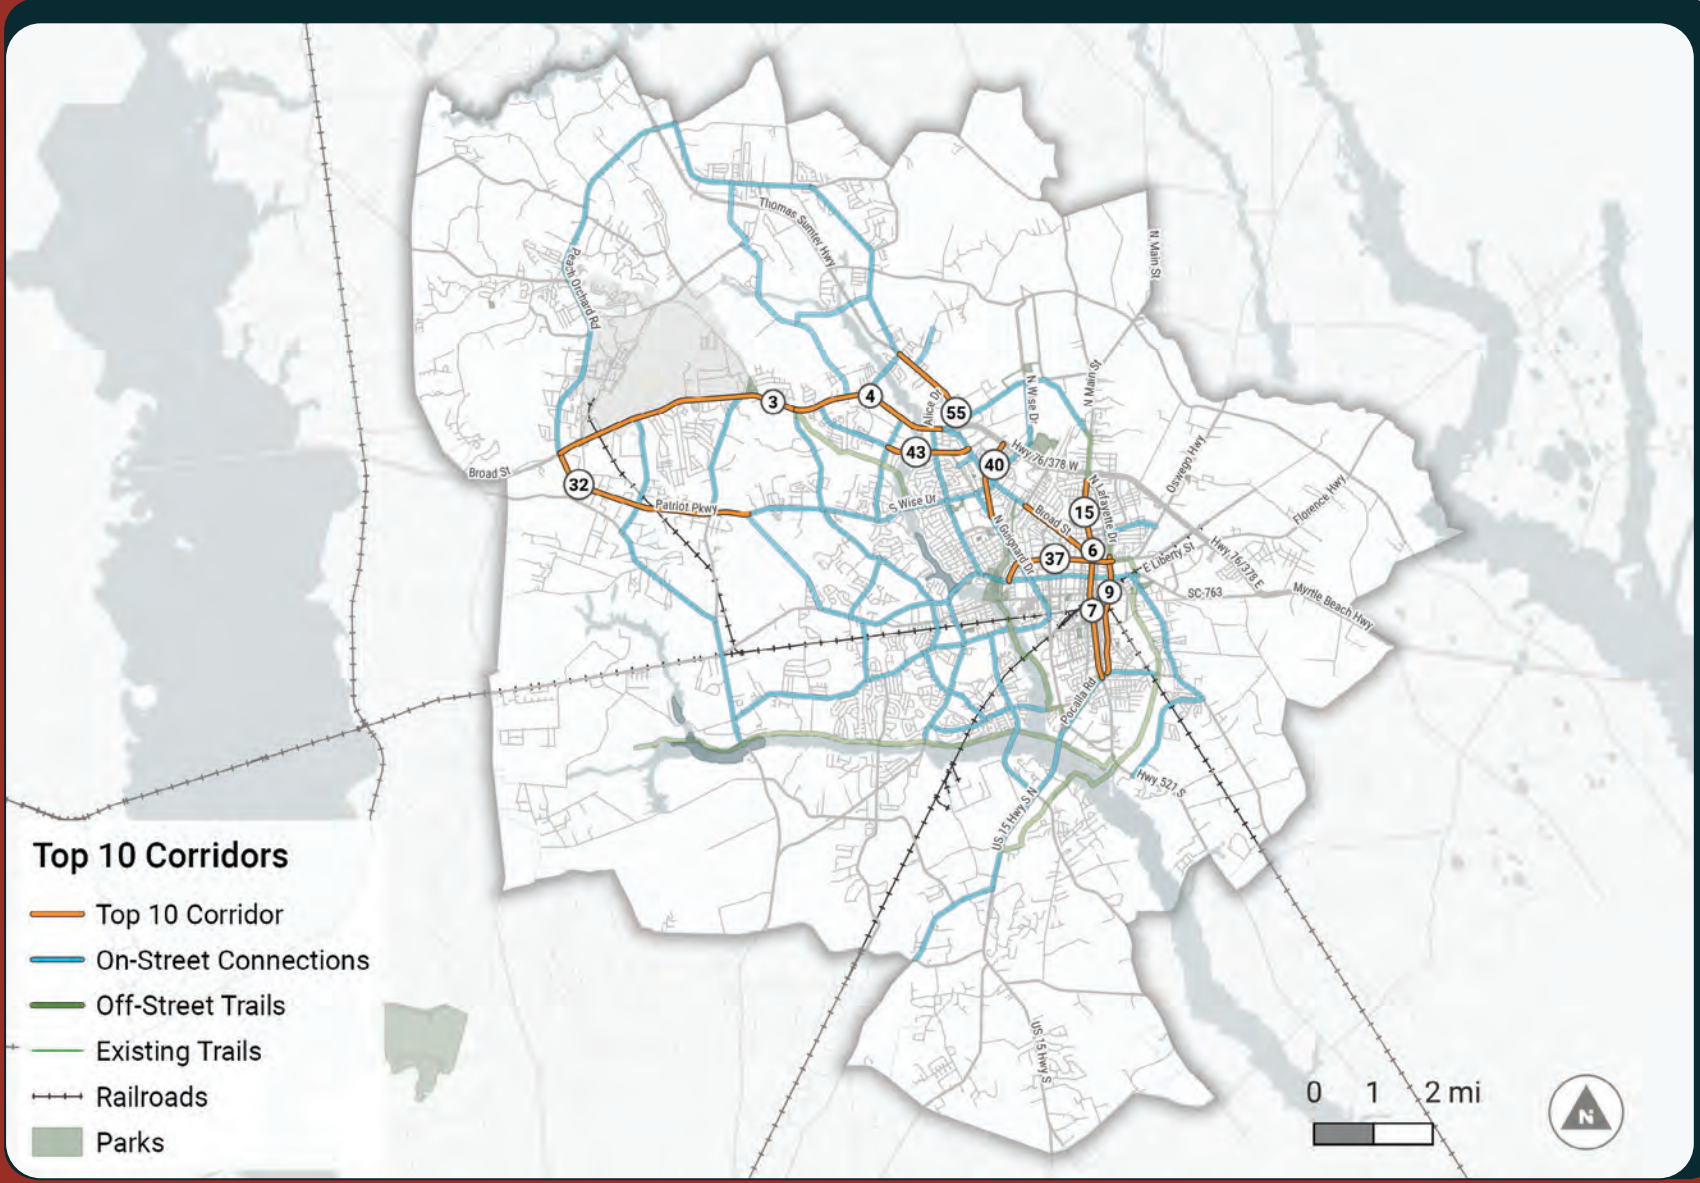 Thomas Sumter Hwy
N Main St
Peach Orchard Rd
N Main St
N Wise Dr
Alice Dr
3
4
55
43
40
Hwy 76/378 W
Broad St
32
Patriot Pkwy
S Wise Dr
Oswego Hwy
Florence Hwy
15
N Lafayette Dr
Broad St
N Guignard Dr
6
37
E Liberty St
Hwy 76/378 E
9
7
SC-763
Myrtle Beach Hwy
Pocalla Rd
Hwy 521 S
US 15 Hwy S N
US 15 Hwy S
Top 10 Corridors
Top 10 Corridor
On-Street Connections
Off-Street Trails
Existing Trails
Railroads
Parks
0 1 2 mi
N